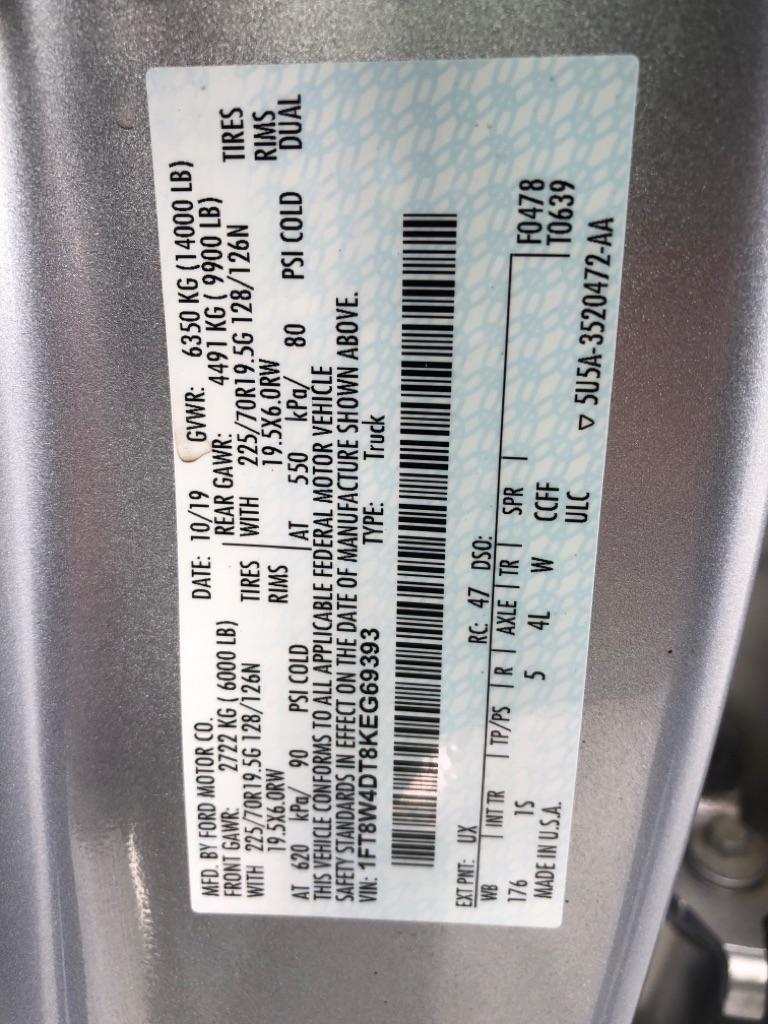 MFD. BY FORD MOTOR CO. DATE: 10/19 GVWR: 6350 KG (14000 LB)
FRONT GAWR: 2722 KG ( 6000 LB) REAR GAWR: 4491 KG ( 9900 LB)
WITH 225/70R19.5G 128/126N TIRES WITH 225/70R19.5G 128/126N TIRES
19.5X6.0RW RIMS 19.5X6.0RW RIMS
AT 620 kPa/ 90 PSI COLD AT 550 kPa/ 80 PSI COLD DUAL
THIS VEHICLE CONFORMS TO ALL APPLICABLE FEDERAL MOTOR VEHICLE
SAFETY STANDARDS IN EFFECT ON THE DATE OF MANUFACTURE SHOWN ABOVE.
VIN: 1FT8W4DT8KEG69393 TYPE: Truck
EXT PNT: UX RC: 47 DSO:
WB INT TR TP/PS R AXLE TR SPR F0478
176 1S 5 4L W CCFF T0639
MADE IN U.S.A. ULC ▽ 5U5A-3520472-AA